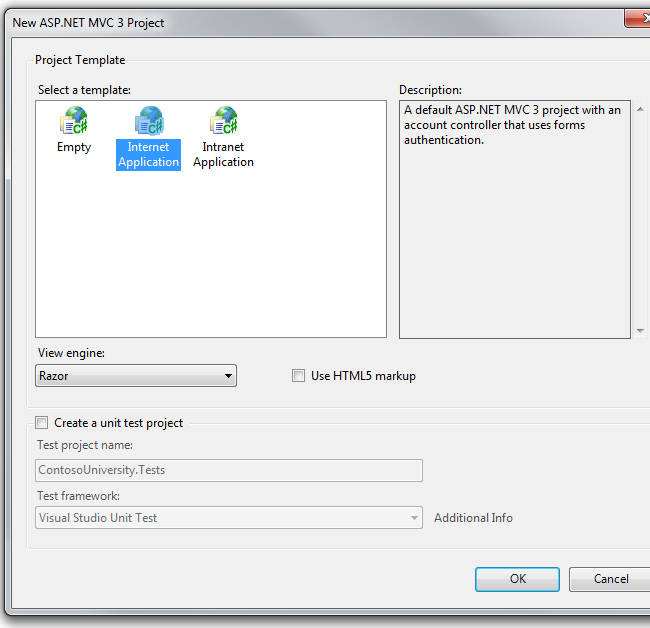 New ASP.NET MVC 3 Project
Project Template
Select a template:
Description:
Empty
Internet
Application
Intranet
Application
A default ASP.NET MVC 3 project with an
account controller that uses forms
authentication.
View engine:
Razor
Use HTML5 markup
Create a unit test project
Test project name:
ContosoUniversity.Tests
Test framework:
Visual Studio Unit Test
Additional Info
OK
Cancel